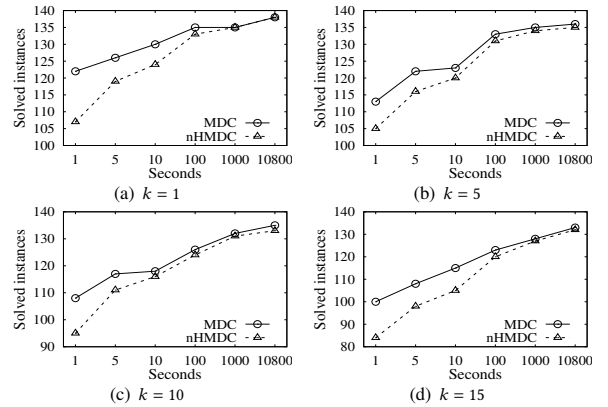 140
135
130
125
120
115
110
105
100
Solved instances
MDC
nHMDC
1 5 10 100 1000 10800
Seconds
(a) k = 1
140
135
130
125
120
115
110
105
100
Solved instances
MDC
nHMDC
1 5 10 100 1000 10800
Seconds
(b) k = 5
140
130
120
110
100
90
Solved instances
MDC
nHMDC
1 5 10 100 1000 10800
Seconds
(c) k = 10
140
130
120
110
100
90
80
Solved instances
MDC
nHMDC
1 5 10 100 1000 10800
Seconds
(d) k = 15